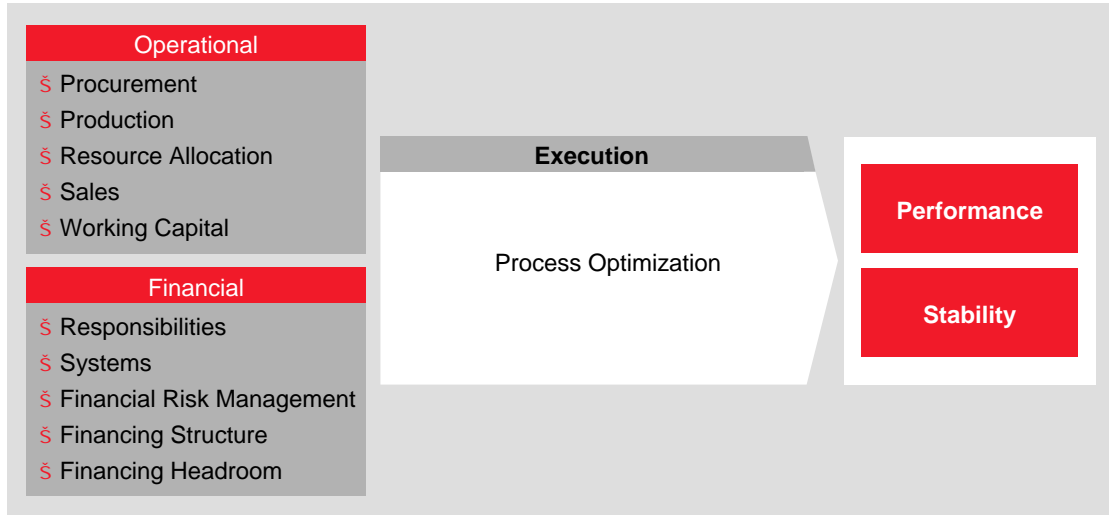 Operational
Š Procurement
Š Production
Š Resource Allocation
Š Sales
Š Working Capital
Financial
Š Responsibilities
Š Systems
Š Financial Risk Management
Š Financing Structure
Š Financing Headroom
Execution
Process Optimization
Performance
Stability